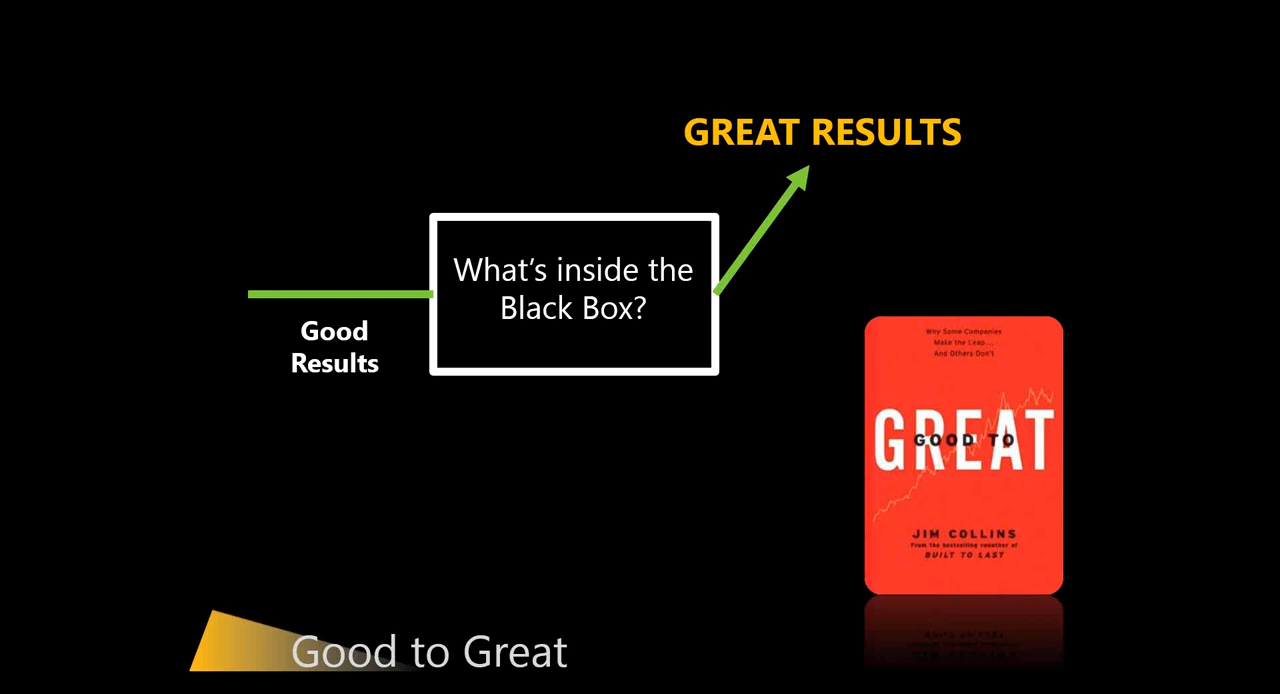 GREAT RESULTS
What's inside the
Black Box?
Good
Results
Why Some Companies
Make the Leap...
And Others Don't
GREAT
GOOD TO
JIM COLLINS
From the bestselling coauthor of
BUILT TO LAST
Good to Great